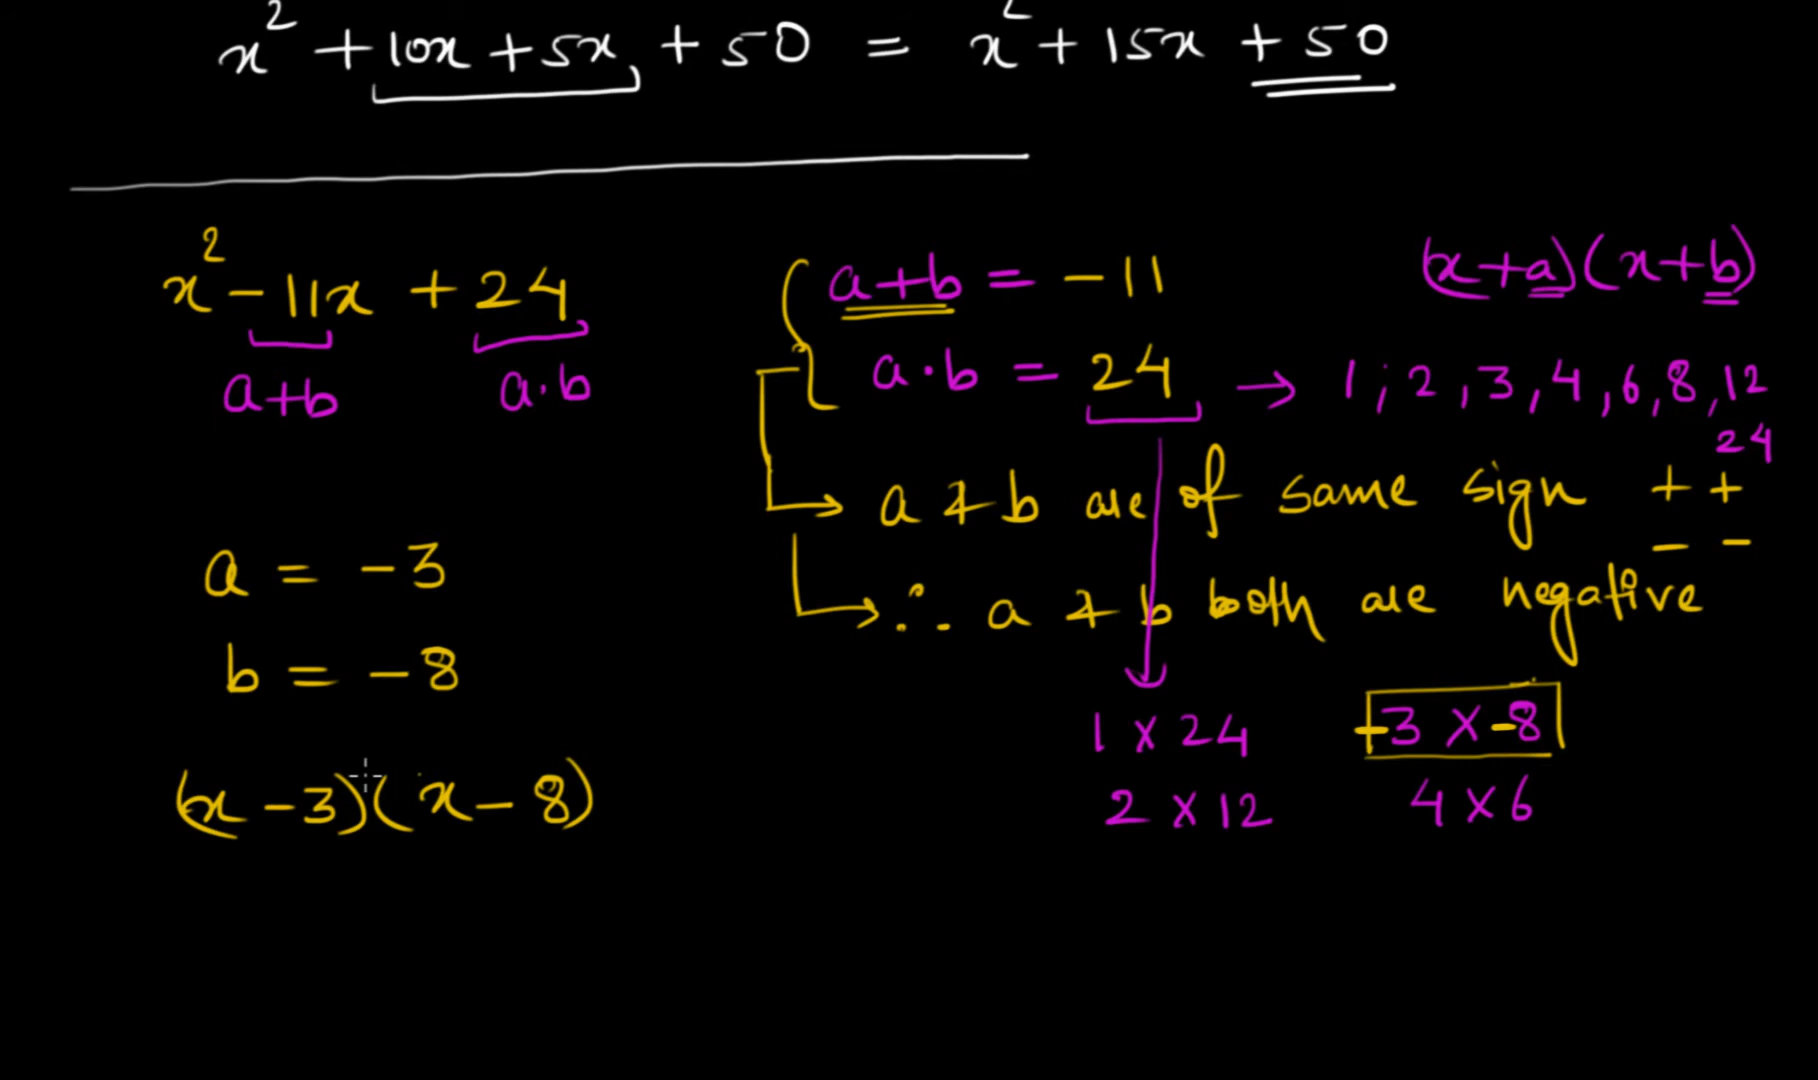 x² + 10x + 5x + 50 = x² + 15x + 50
x² - 11x + 24
a+b
a·b
a+b = -11
a·b = 24 → 1, 2, 3, 4, 6, 8, 12
24
(x+a)(x+b)
a & b are of same sign + +
- -
∴ a & b both are negative
a = -3
b = -8
(x - 3)(x - 8)
1 x 24
-3 x -8
2 x 12
4 x 6